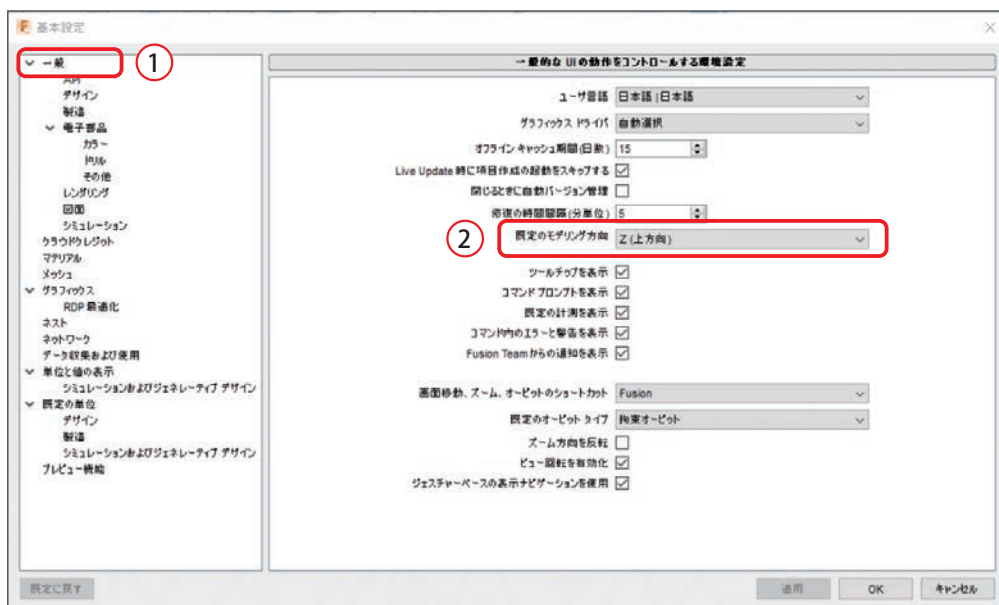 F 基本設定
一般
①
API
デザイン
製造
電子部品
カラー
ドリル
その他
レンダリング
図面
シミュレーション
クラウドクレジット
マテリアル
メッシュ
グラフィックス
RDP 最適化
ネスト
ネットワーク
データ収集および使用
単位と値の表示
シミュレーションおよびジェネレーティブ デザイン
既定の単位
デザイン
製造
シミュレーションおよびジェネレーティブ デザイン
プレビュー機能
一般的な UI の動作をコントロールする環境設定
ユーザ言語 日本語 | 日本語
グラフィックス ドライバ 自動選択
オフライン キャッシュ期間(日数) 15
Live Update 時に項目作成の起動をスキップする
閉じるときに自動バージョン管理
修復の時間間隔(分単位) 5
② 既定のモデリング方向 Z (上方向)
ツールチップを表示
コマンド プロンプトを表示
既定の計測を表示
コマンド内のエラーと警告を表示
Fusion Team からの通知を表示
画面移動、ズーム、オービットのショートカット Fusion
既定のオービット タイプ 拘束オービット
ズーム方向を反転
ビュー回転を有効化
ジェスチャーベースの表示ナビゲーションを使用
既定に戻す 適用 OK キャンセル